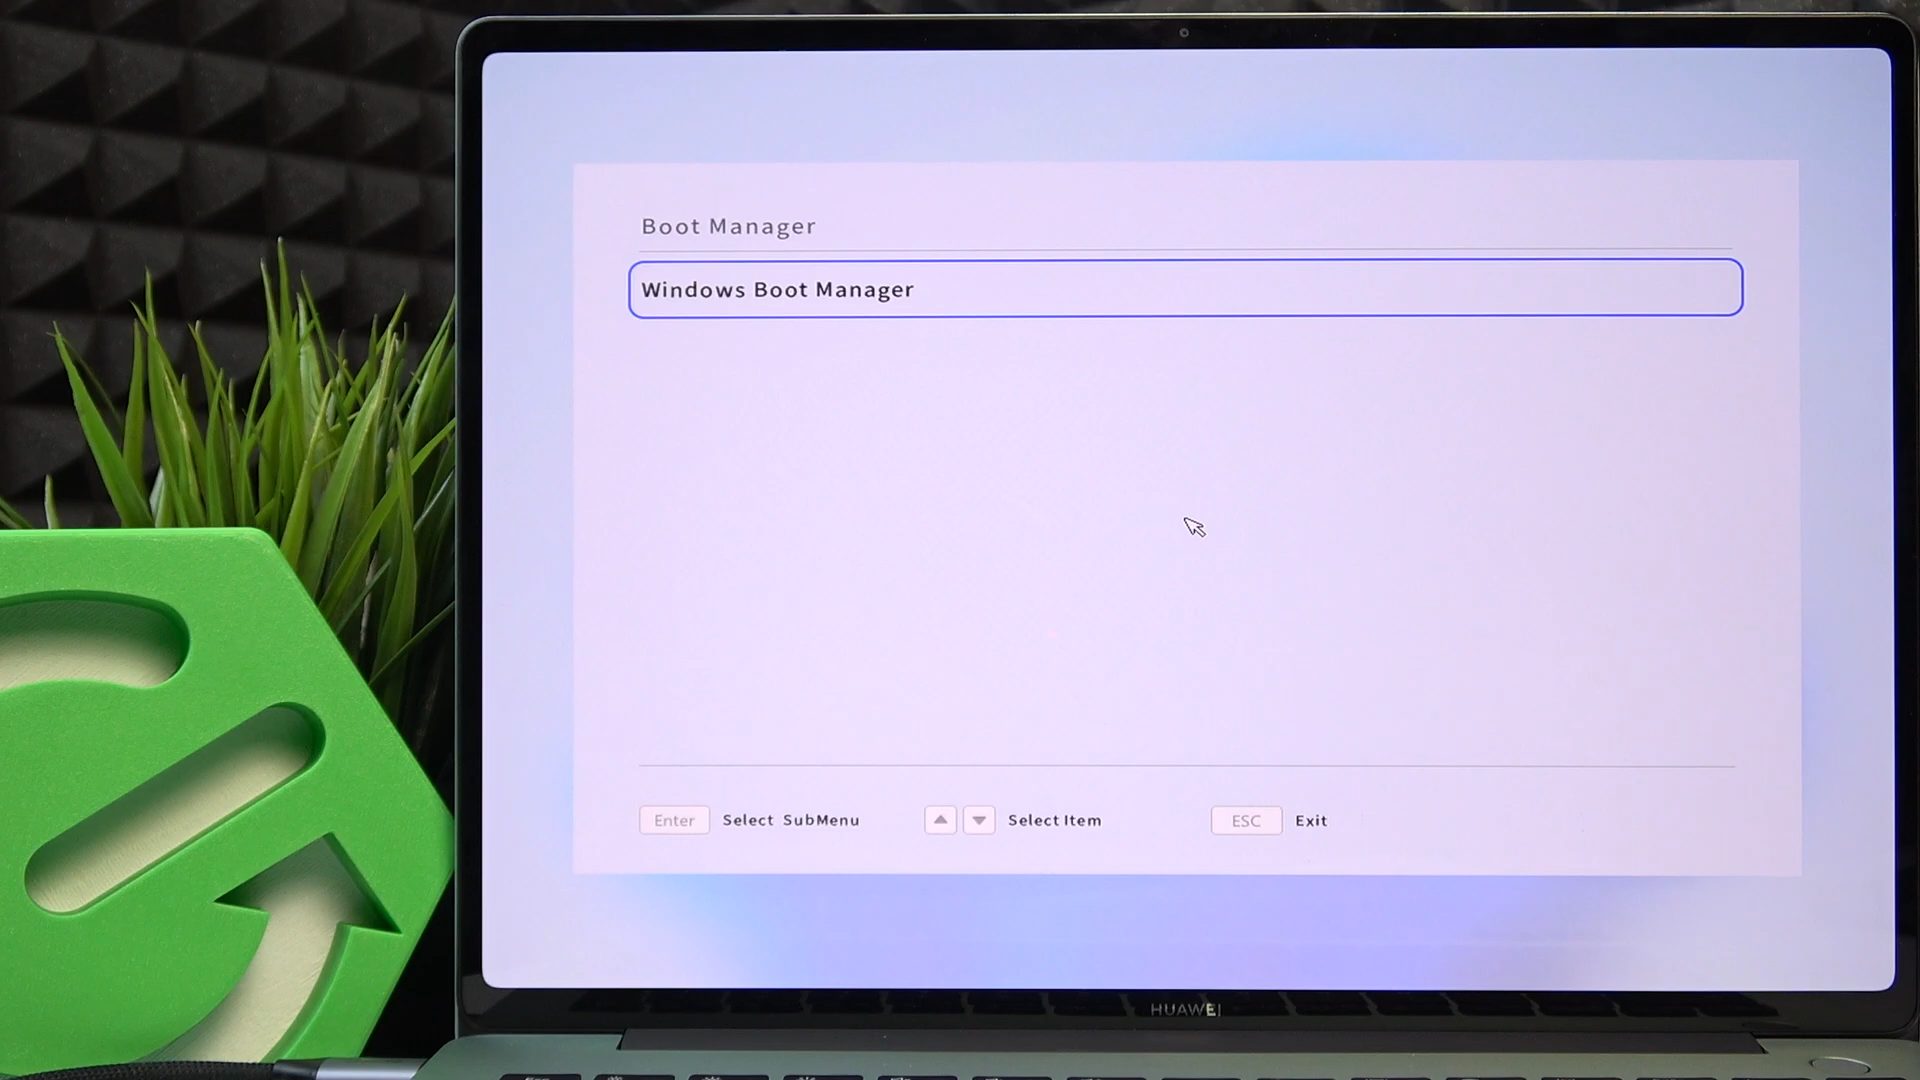 Boot Manager
Windows Boot Manager
Enter Select SubMenu Select Item ESC Exit
HUAWEI